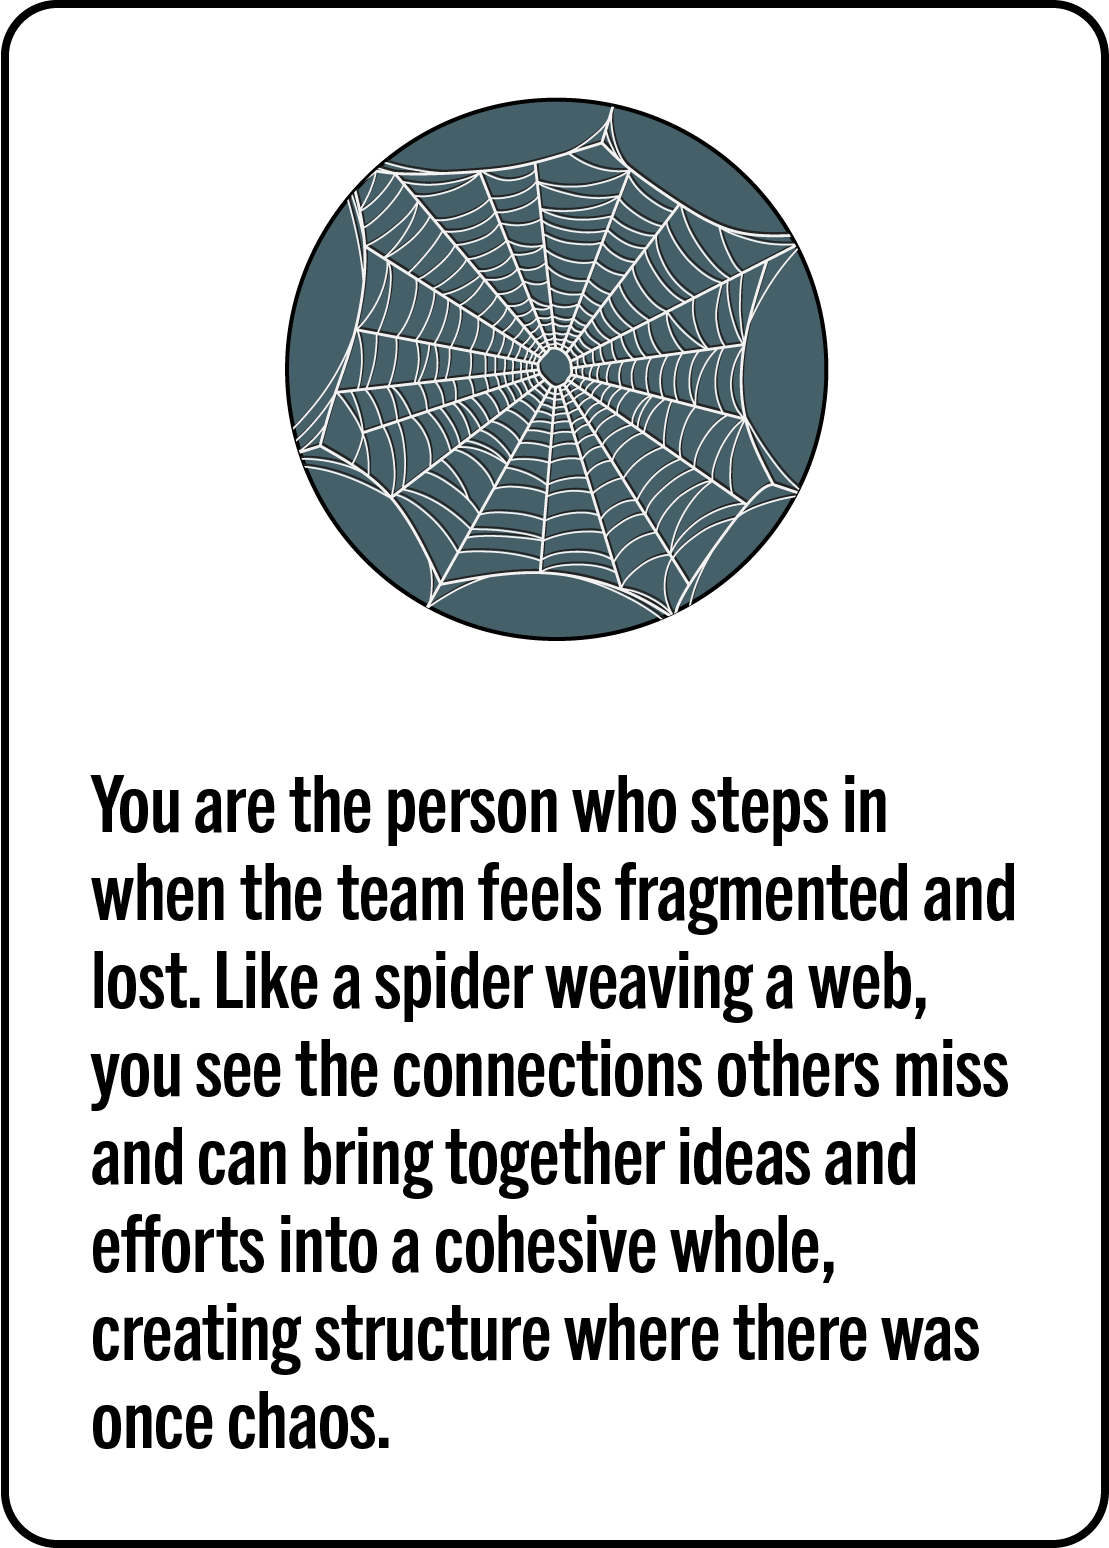 You are the person who steps in
when the team feels fragmented and
lost. Like a spider weaving a web,
you see the connections others miss
and can bring together ideas and
efforts into a cohesive whole,
creating structure where there was
once chaos.